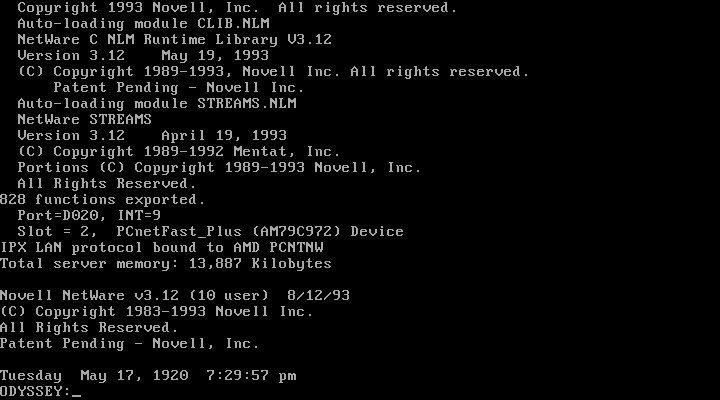 Copyright 1993 Novell, Inc.  All rights reserved.
Auto-loading module CLIB.NLM
NetWare C NLM Runtime Library V3.12
Version 3.12    May 19, 1993
(C) Copyright 1989-1993, Novell Inc. All rights reserved.
Patent Pending - Novell Inc.
Auto-loading module STREAMS.NLM
NetWare STREAMS
Version 3.12    April 19, 1993
(C) Copyright 1989-1992 Mentat, Inc.
Portions (C) Copyright 1989-1993 Novell, Inc.
All Rights Reserved.
828 functions exported.
Port=D020, INT=9
Slot = 2,  PCnetFast_Plus (AM79C972) Device
IPX LAN protocol bound to AMD PCNTNW
Total server memory: 13,887 Kilobytes
Novell NetWare v3.12 (10 user)  8/12/93
(C) Copyright 1983-1993 Novell Inc.
All Rights Reserved.
Patent Pending - Novell, Inc.
Tuesday  May 17, 1920  7:29:57 pm
ODYSSEY:_